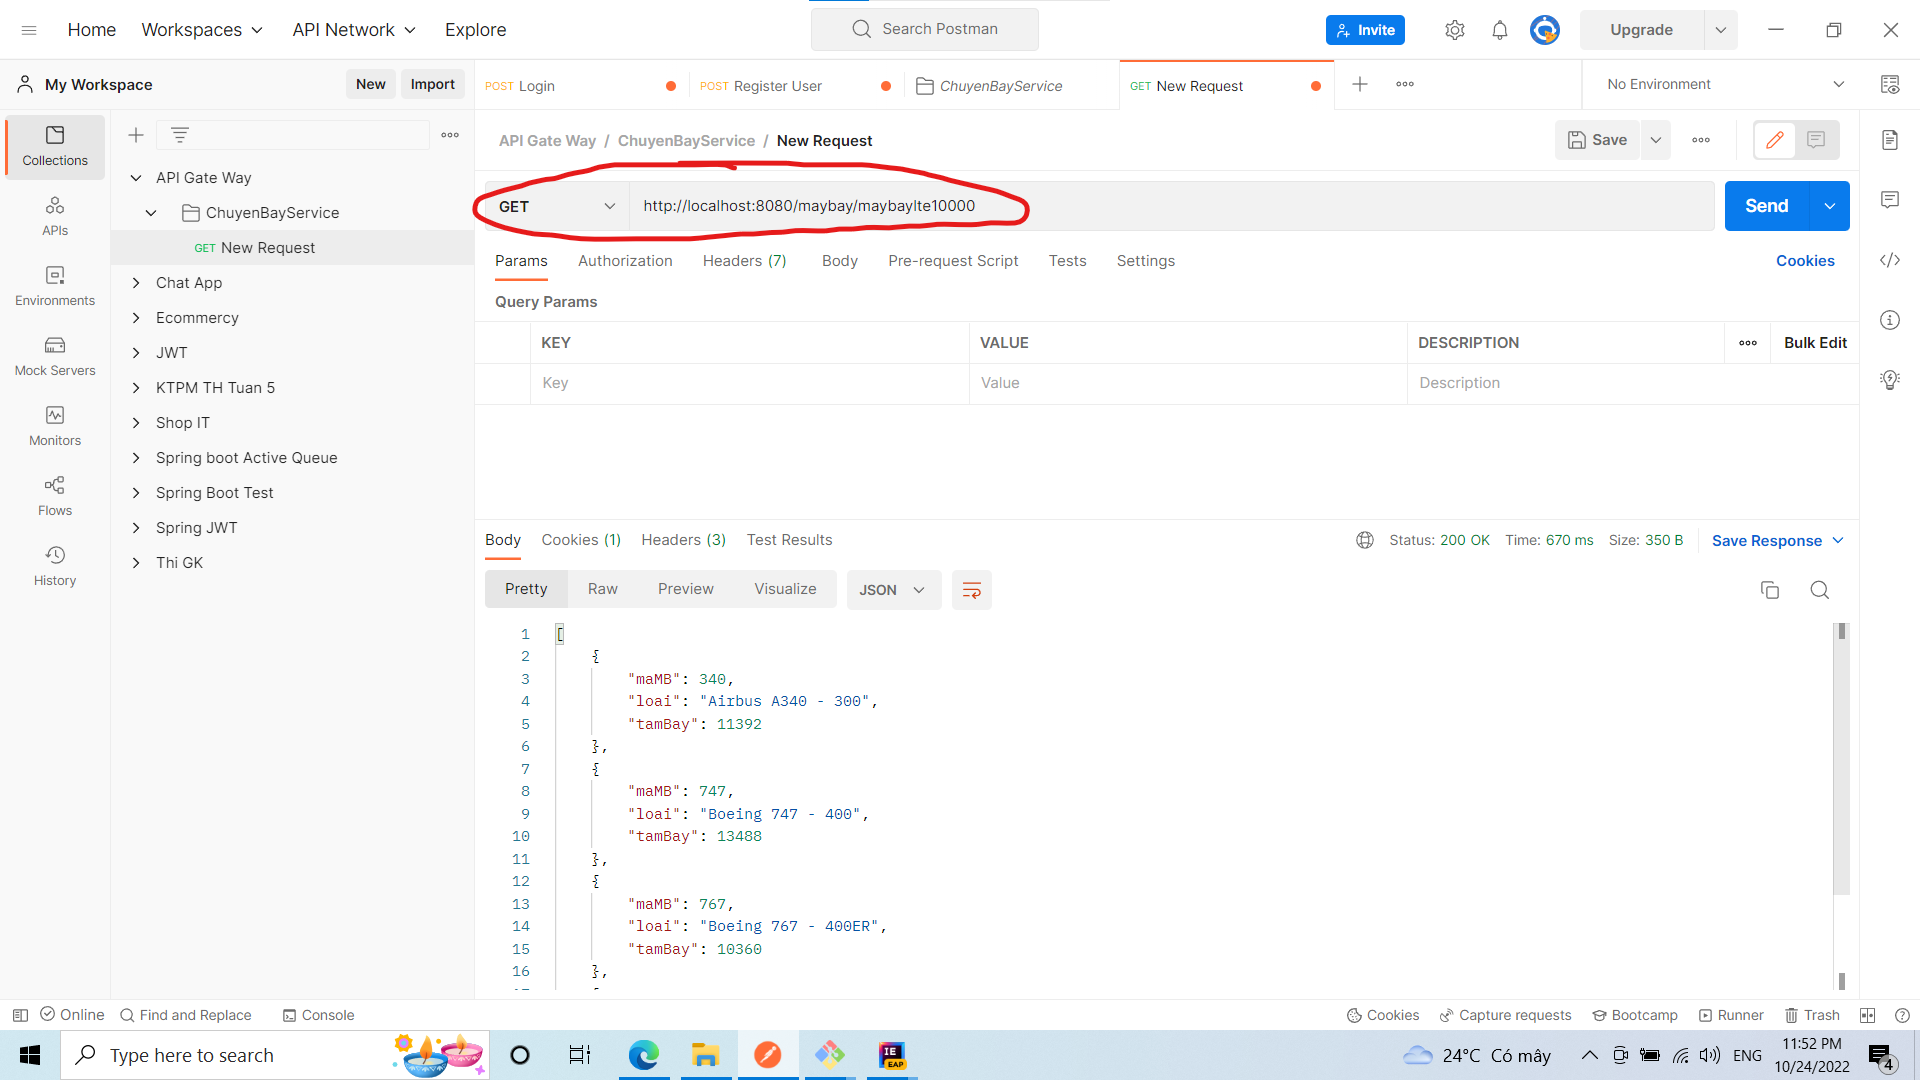 Home Workspaces API Network Explore Search Postman Invite Upgrade
My Workspace New Import POST Login POST Register User ChuyenBayService GET New Request No Environment
Collections
APIs
Environments
Mock Servers
Monitors
Flows
History
API Gate Way
ChuyenBayService
GET New Request
Chat App
Ecommercy
JWT
KTPM TH Tuan 5
Shop IT
Spring boot Active Queue
Spring Boot Test
Spring JWT
Thi GK
API Gate Way / ChuyenBayService / New Request Save
GET http://localhost:8080/maybay/maybaylte10000 Send
Params Authorization Headers (7) Body Pre-request Script Tests Settings Cookies
Query Params
KEY VALUE DESCRIPTION Bulk Edit
Key Value Description
Body Cookies (1) Headers (3) Test Results Status: 200 OK Time: 670 ms Size: 350 B Save Response
Pretty Raw Preview Visualize JSON
1 [
2 {
3 "maMB": 340,
4 "loai": "Airbus A340 - 300",
5 "tamBay": 11392
6 },
7 {
8 "maMB": 747,
9 "loai": "Boeing 747 - 400",
10 "tamBay": 13488
11 },
12 {
13 "maMB": 767,
14 "loai": "Boeing 767 - 400ER",
15 "tamBay": 10360
16 },
Online Find and Replace Console Cookies Capture requests Bootcamp Runner Trash
Type here to search IE EAP 24°C Có mây ENG 11:52 PM
10/24/2022 4